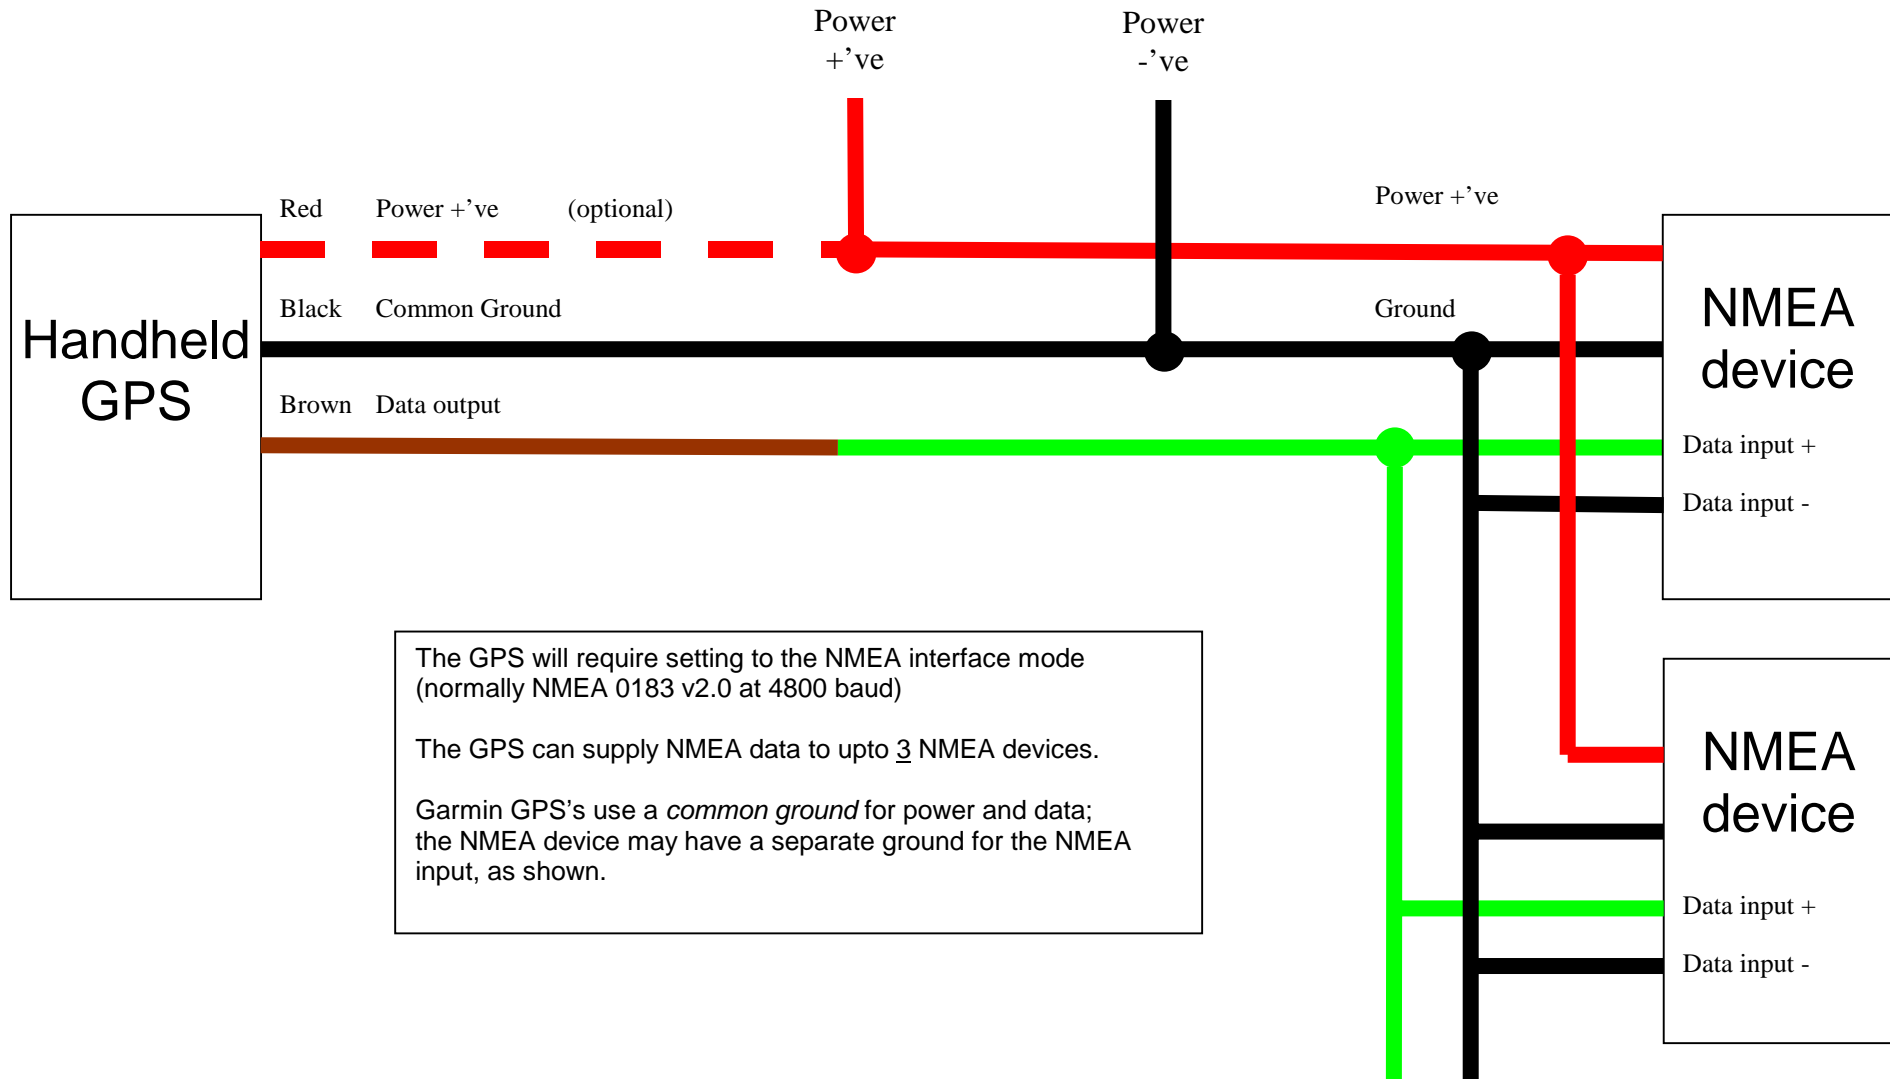 Power
+’ve
Power
-’ve
Red Power +’ve (optional)
Power +’ve
Black Common Ground
Ground
Handheld
GPS
Brown Data output
NMEA
device
Data input +
Data input -
The GPS will require setting to the NMEA interface mode
(normally NMEA 0183 v2.0 at 4800 baud)
The GPS can supply NMEA data to upto 3 NMEA devices.
Garmin GPS’s use a common ground for power and data;
the NMEA device may have a separate ground for the NMEA
input, as shown.
NMEA
device
Data input +
Data input -